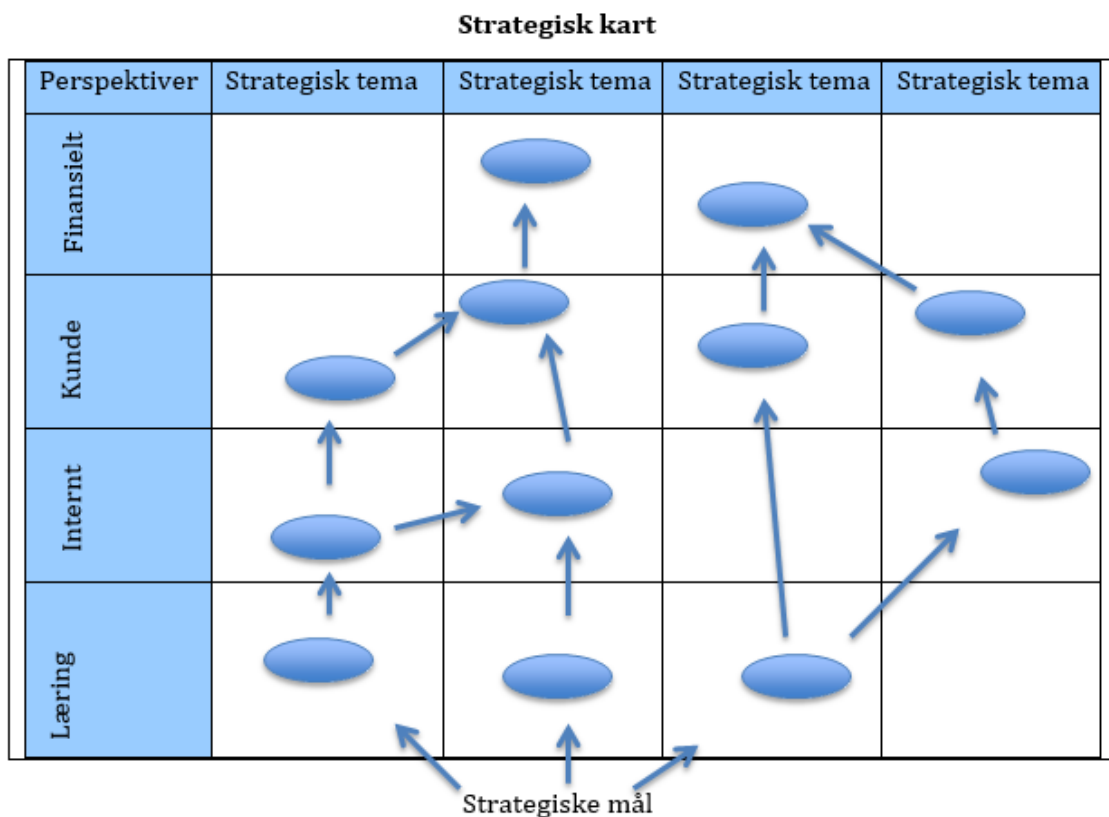 Strategisk kart
Perspektiver Strategisk tema Strategisk tema Strategisk tema Strategisk tema
Finansielt
Kunde
Internt
Læring
Strategiske mål